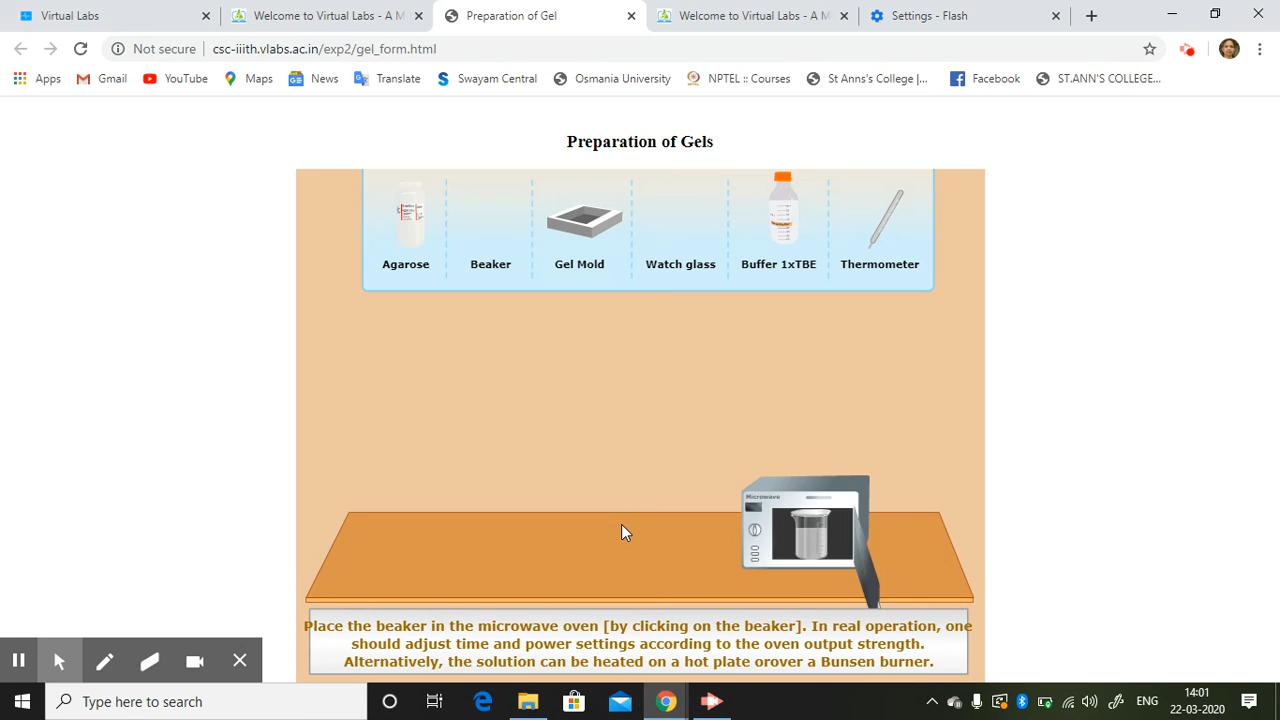 Virtual Labs
Welcome to Virtual Labs - A M
Preparation of Gel
Welcome to Virtual Labs - A M
Settings - Flash
Not secure csc-iiith.vlabs.ac.in/exp2/gel_form.html
Apps Gmail YouTube Maps News Translate Swayam Central Osmania University NPTEL :: Courses St Anns's College |... Facebook ST.ANN'S COLLEGE...
Preparation of Gels
Agarose Beaker Gel Mold Watch glass Buffer 1xTBE Thermometer
Microwave
Place the beaker in the microwave oven [by clicking on the beaker]. In real operation, one
should adjust time and power settings according to the oven output strength.
Alternatively, the solution can be heated on a hot plate orover a Bunsen burner.
Type here to search
ENG
14:01
22-03-2020